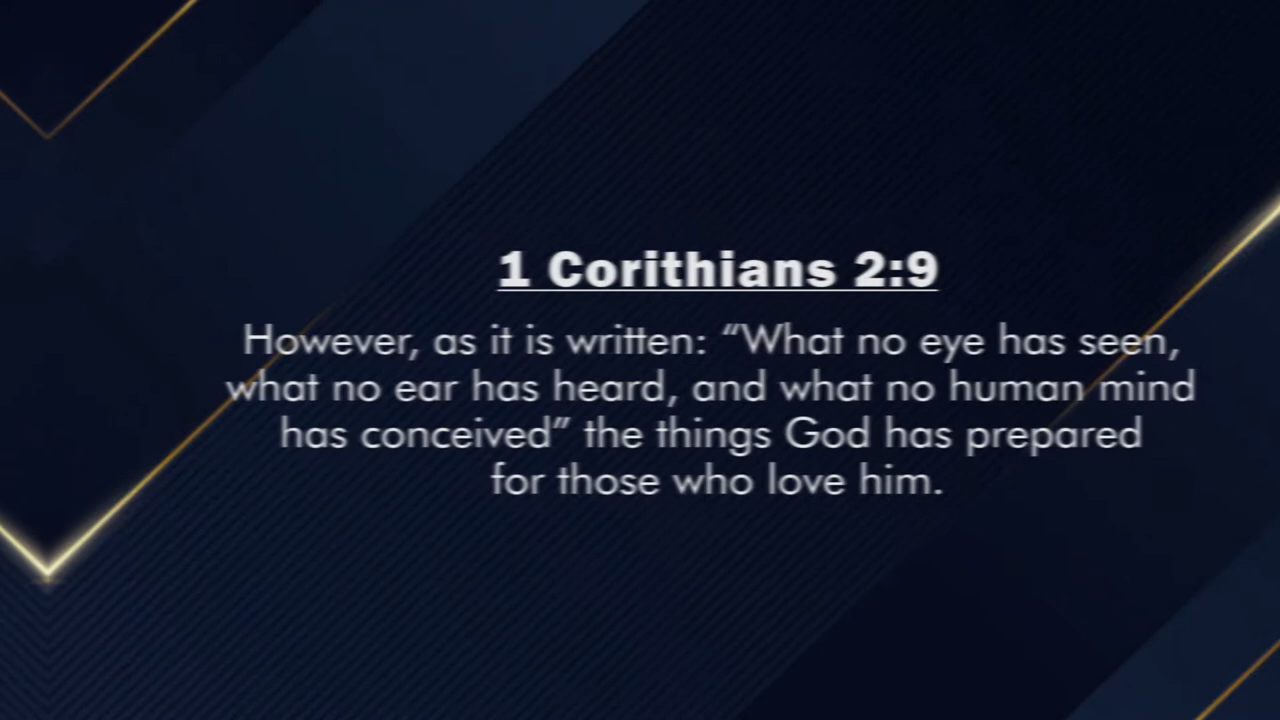 1 Corithians 2:9
However, as it is written: “What no eye has seen,
what no ear has heard, and what no human mind
has conceived” the things God has prepared
for those who love him.